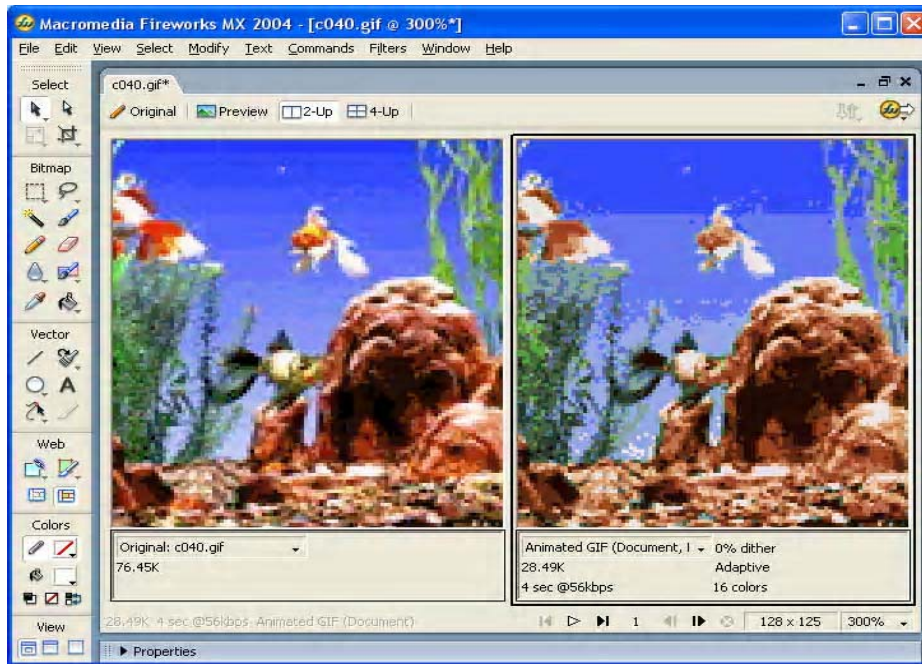 Macromedia Fireworks MX 2004 - [c040.gif @ 300%*]
File Edit View Select Modify Text Commands Filters Window Help
Select
c040.gif*
Original Preview 2-Up 4-Up
Bitmap
Vector
A
Web
Colors
View
Original: c040.gif
76.45K
Animated GIF (Document, 0% dither
28.49K Adaptive
4 sec @56kbps 16 colors
28.49K 4 sec @56kbps Animated GIF (Document)
1 128 x 125 300%
Properties